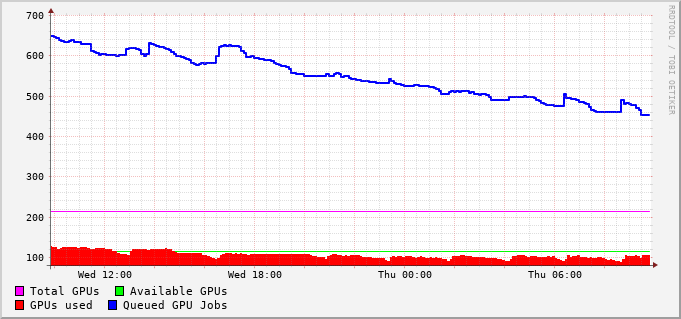 700
600
500
400
300
200
100
Wed 12:00 Wed 18:00 Thu 00:00 Thu 06:00
Total GPUs Available GPUs
GPUs used Queued GPU Jobs
RRDTOOL / TOBI OETIKER